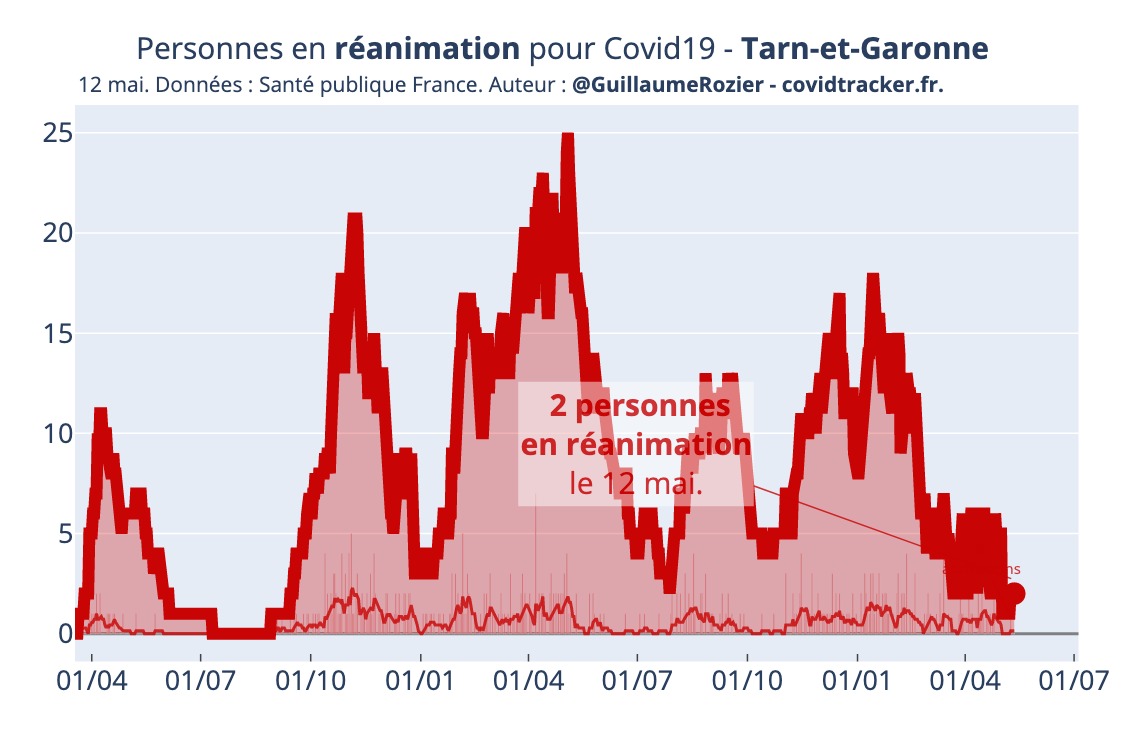 Personnes en réanimation pour Covid19 - Tarn-et-Garonne
12 mai. Données : Santé publique France. Auteur : @GuillaumeRozier - covidtracker.fr.
25
20
15
10
5
0
2 personnes
en réanimation
le 12 mai.
01/04 01/07 01/10 01/01 01/04 01/07 01/10 01/01 01/04 01/07